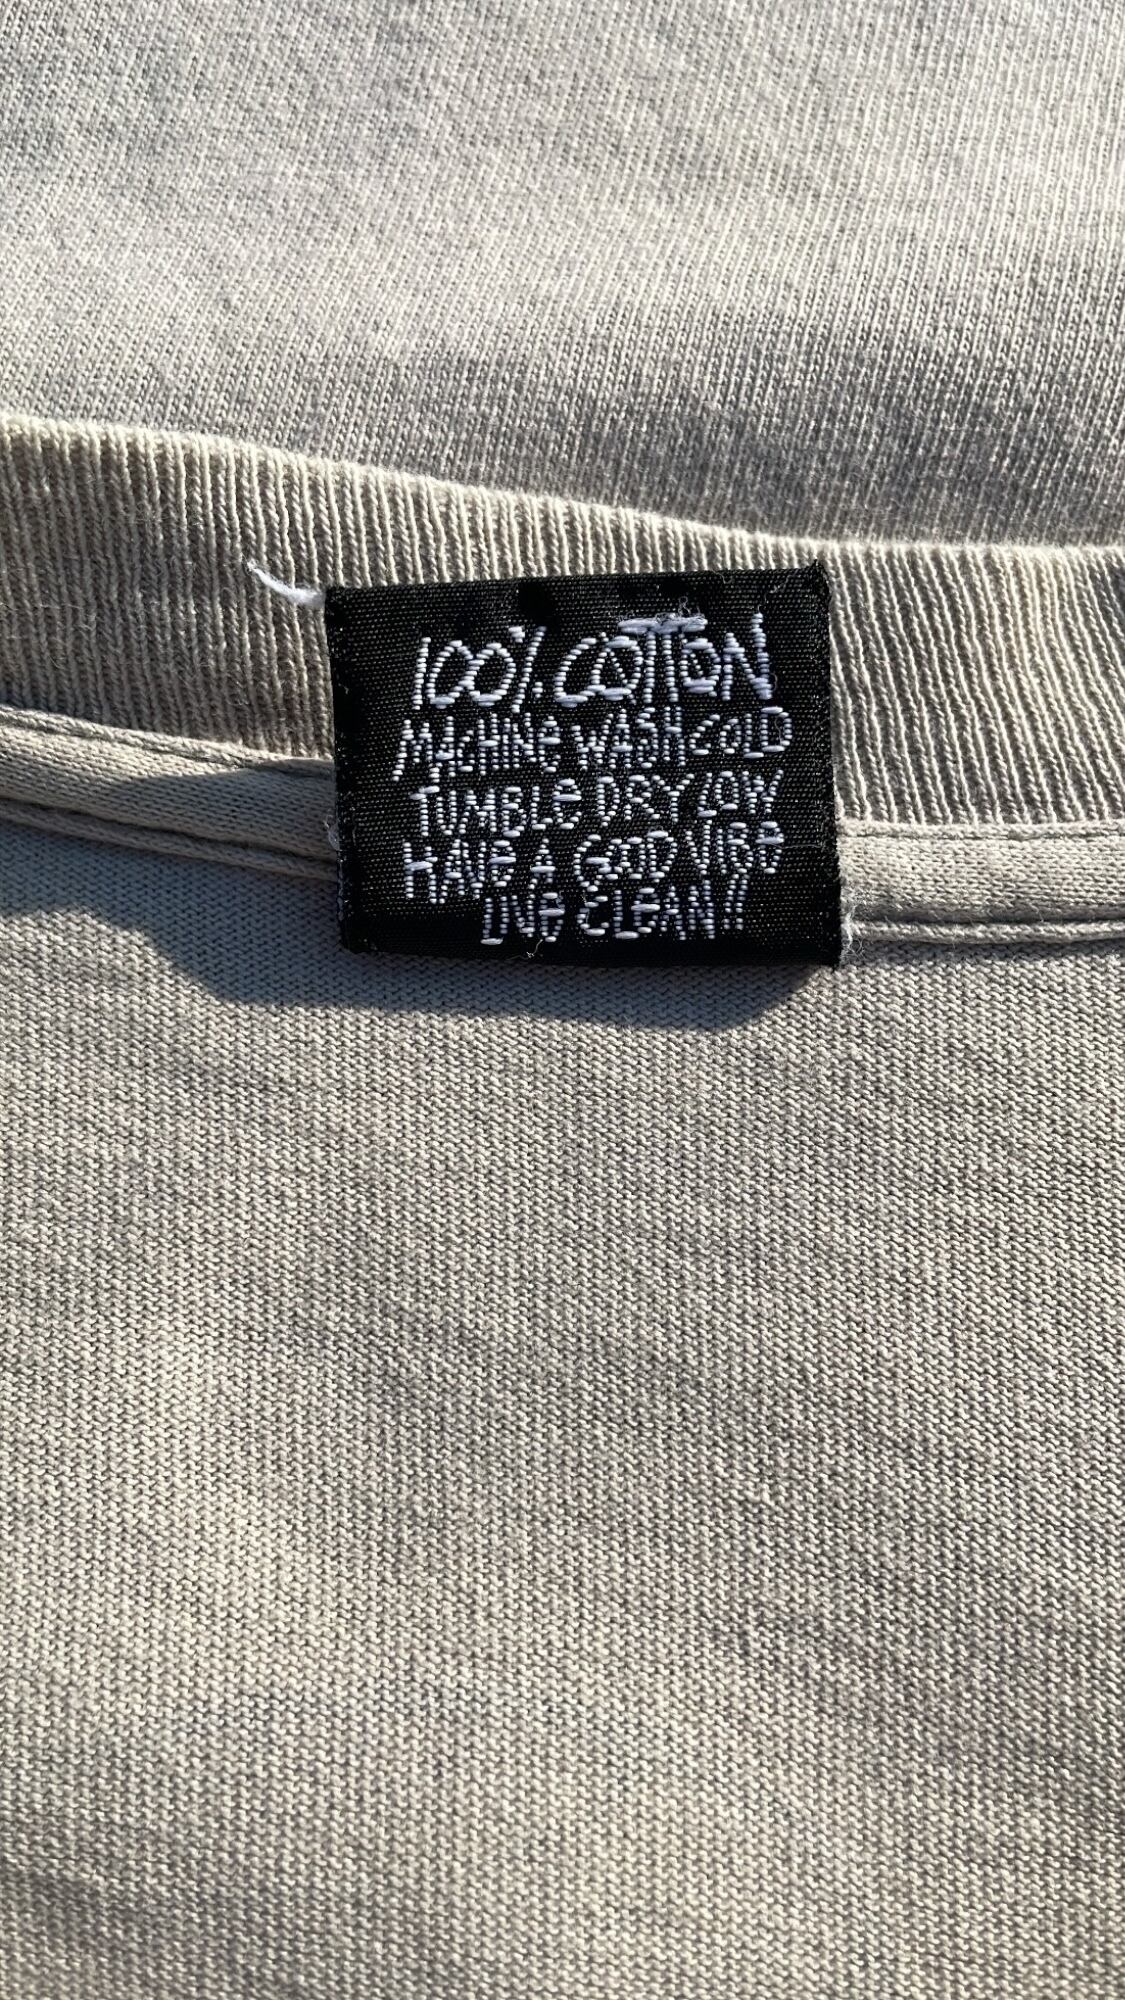 100% COTTON
MACHINE WASH COLD
TUMBLE DRY LOW
HAVE A GOOD VIBE
LIVE CLEAN!!